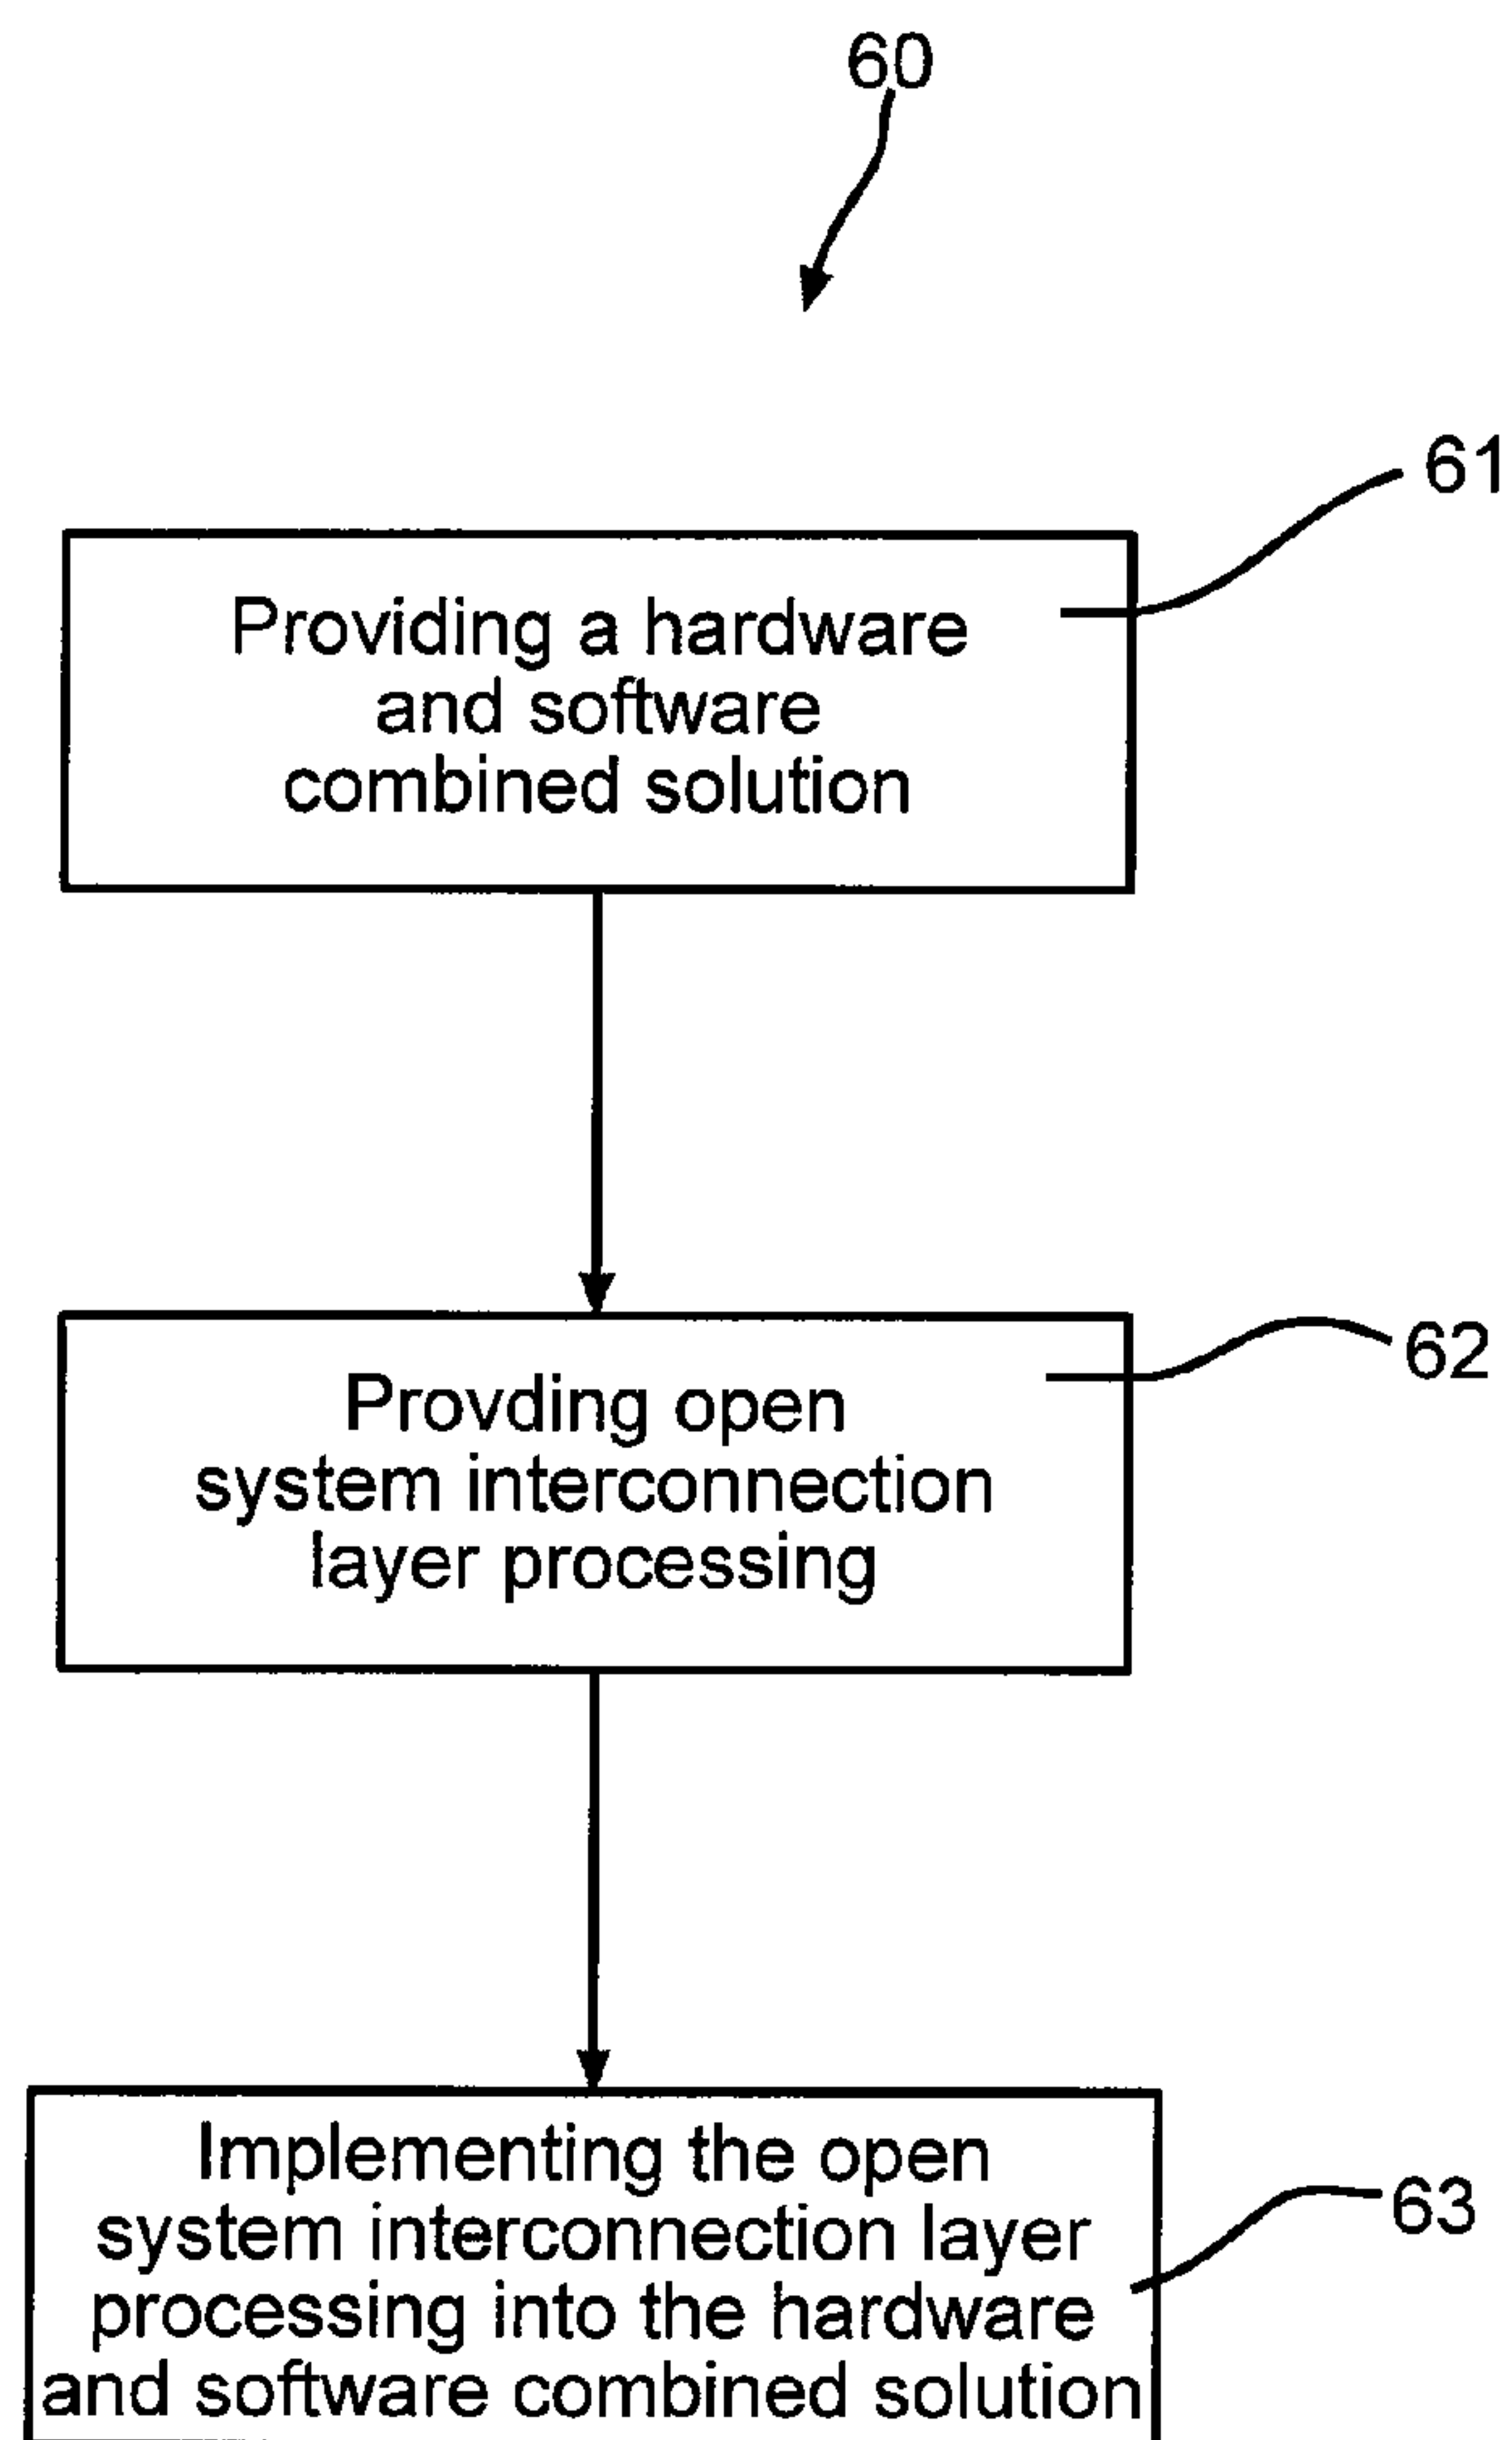 60
61
Providing a hardware
and software
combined solution
62
Provding open
system interconnection
layer processing
63
Implementing the open
system interconnection layer
processing into the hardware
and software combined solution